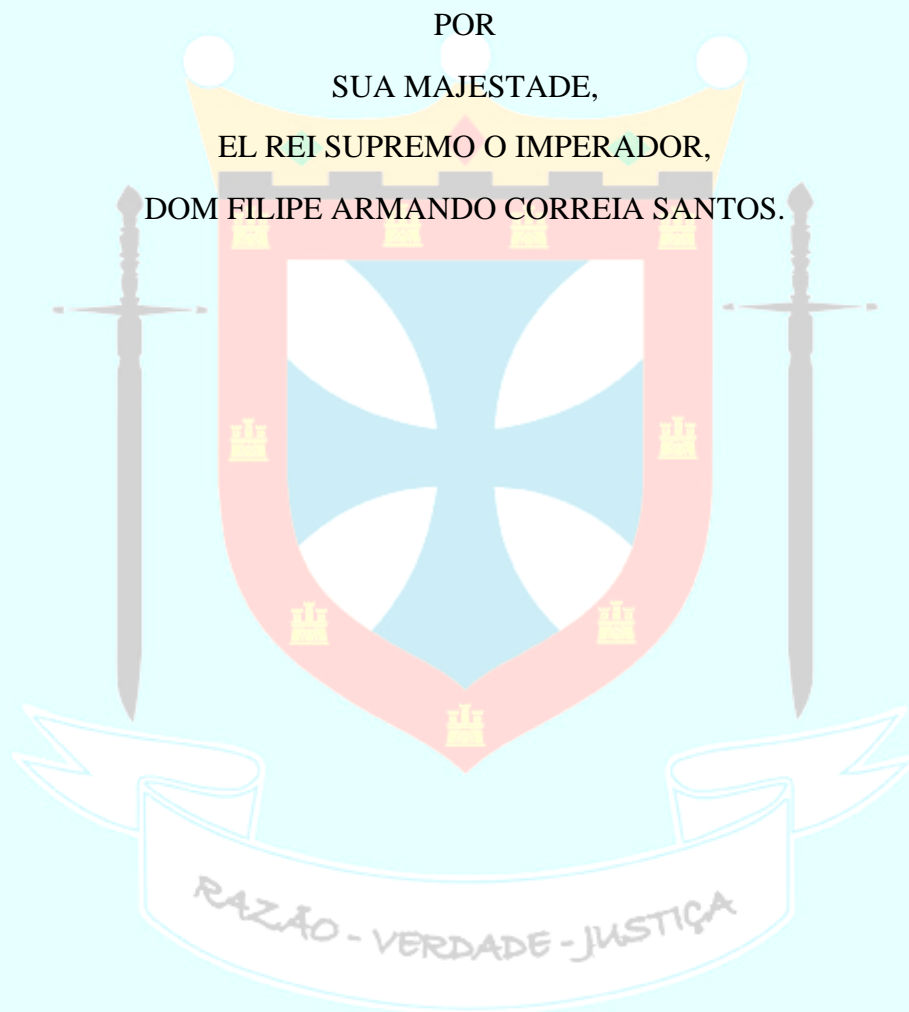 POR
SUA MAJESTADE,
EL REI SUPREMO O IMPERADOR,
DOM FILIPE ARMANDO CORREIA SANTOS.
RAZÃO - VERDADE - JUSTIÇA